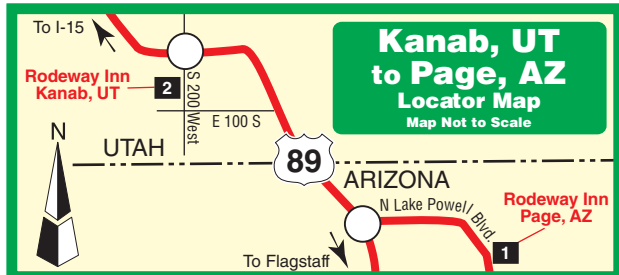 To I-15
Kanab, UT
to Page, AZ
Locator Map
Map Not to Scale
Rodeway Inn
Kanab, UT
2
S 200 West
E 100 S
N
UTAH
89
ARIZONA
N Lake Powell Blvd.
Rodeway Inn
Page, AZ
1
To Flagstaff